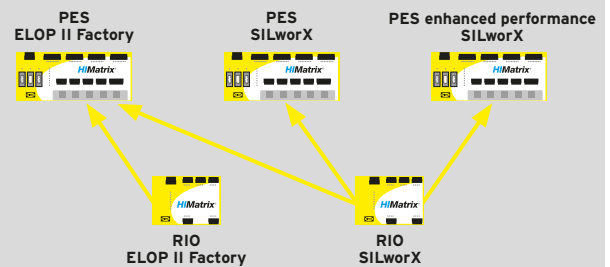 PES
ELOP II Factory
PES
SILworX
PES enhanced performance
SILworX
HIMatrix
HIMatrix
HIMatrix
HIMatrix
HIMatrix
RIO
ELOP II Factory
RIO
SILworX